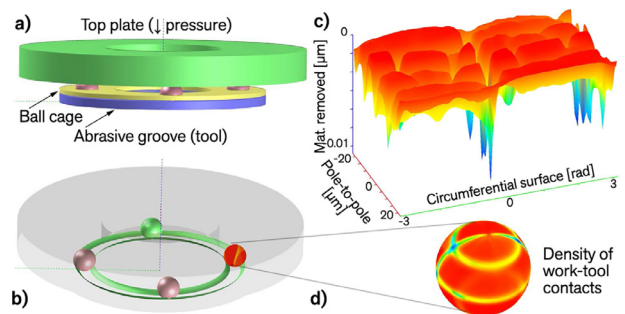 a)
Top plate (↓ pressure)
Ball cage
Abrasive groove (tool)
b)
c)
Mat. removed [µm]
0
0.01
-20
0
20
Pole-to-pole
[µm]
-3
0
3
Circumferential surface [rad]
d)
Density of
work-tool
contacts